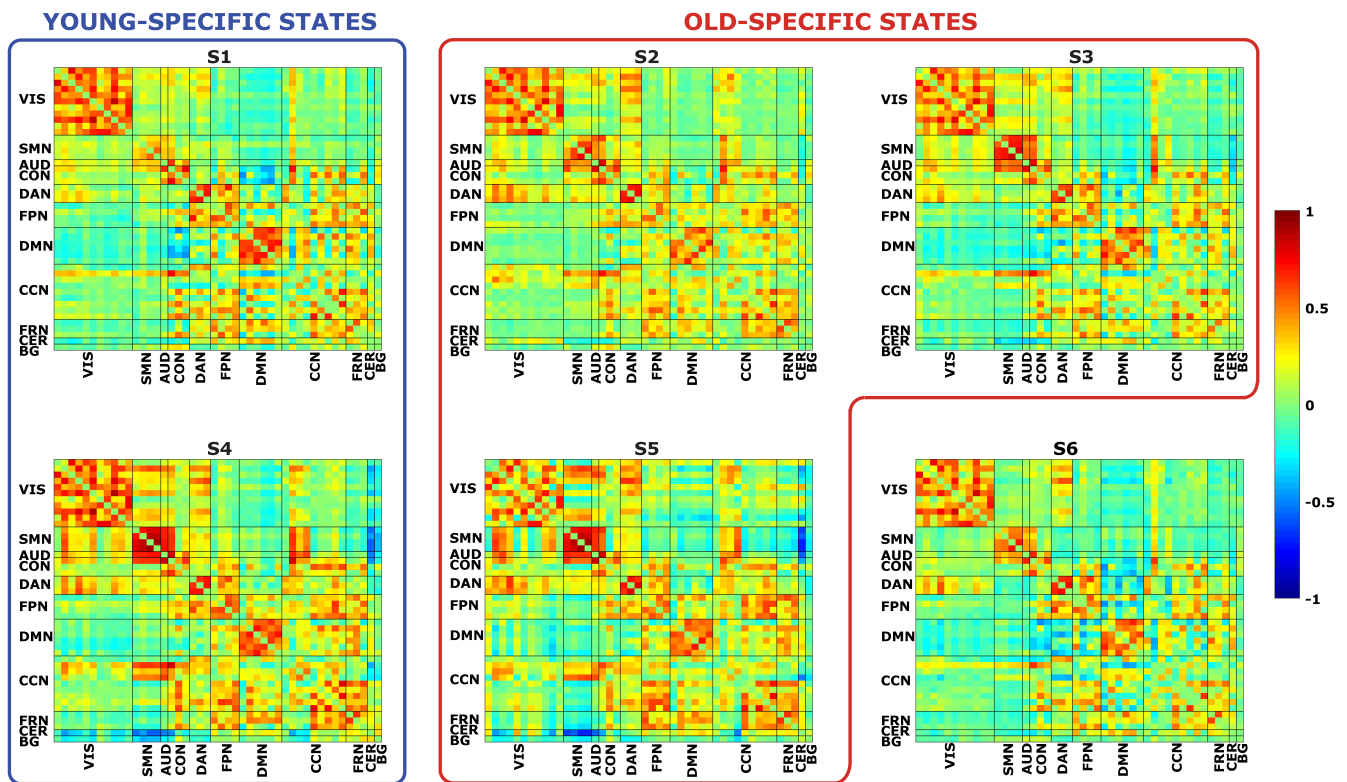 YOUNG-SPECIFIC STATES
OLD-SPECIFIC STATES
S1
VIS
SMN
AUD
CON
DAN
FPN
DMN
CCN
FRN
CER
BG
VIS
SMN
AUD
CON
DAN
FPN
DMN
CCN
FRN
CER
BG
S2
VIS
SMN
AUD
CON
DAN
FPN
DMN
CCN
FRN
CER
BG
VIS
SMN
AUD
CON
DAN
FPN
DMN
CCN
FRN
CER
BG
S3
VIS
SMN
AUD
CON
DAN
FPN
DMN
CCN
FRN
CER
BG
VIS
SMN
AUD
CON
DAN
FPN
DMN
CCN
FRN
CER
BG
1
0.5
0
-0.5
-1
S4
VIS
SMN
AUD
CON
DAN
FPN
DMN
CCN
FRN
CER
BG
VIS
SMN
AUD
CON
DAN
FPN
DMN
CCN
FRN
CER
BG
S5
VIS
SMN
AUD
CON
DAN
FPN
DMN
CCN
FRN
CER
BG
VIS
SMN
AUD
CON
DAN
FPN
DMN
CCN
FRN
CER
BG
S6
VIS
SMN
AUD
CON
DAN
FPN
DMN
CCN
FRN
CER
BG
VIS
SMN
AUD
CON
DAN
FPN
DMN
CCN
FRN
CER
BG